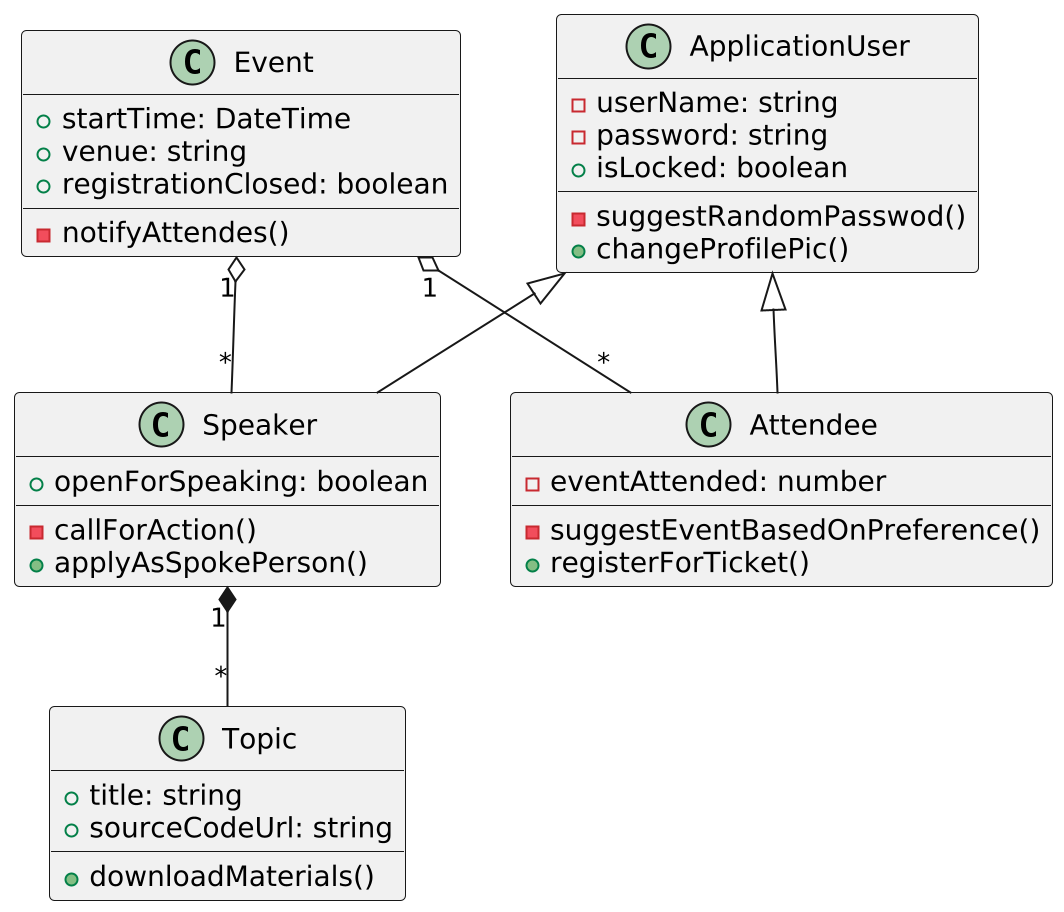 C Event
startTime: DateTime
venue: string
registrationClosed: boolean
notifyAttendes()
C ApplicationUser
userName: string
password: string
isLocked: boolean
suggestRandomPasswod()
changeProfilePic()
1
1
*
*
C Speaker
openForSpeaking: boolean
callForAction()
applyAsSpokePerson()
C Attendee
eventAttended: number
suggestEventBasedOnPreference()
registerForTicket()
1
*
C Topic
title: string
sourceCodeUrl: string
downloadMaterials()